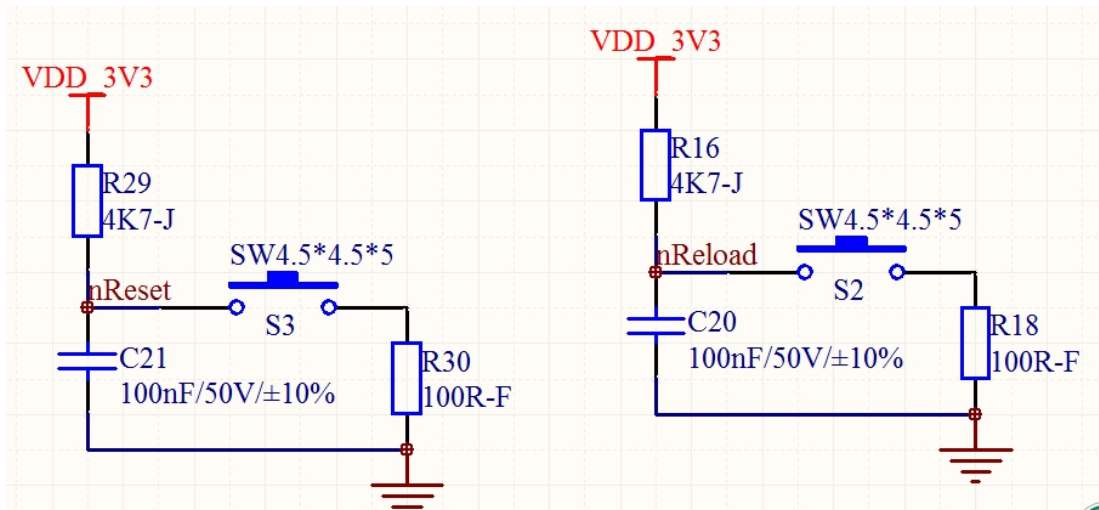 VDD_3V3
R29
4K7-J
SW4.5*4.5*5
nReset
S3
C21
100nF/50V/±10%
R30
100R-F
VDD_3V3
R16
4K7-J
SW4.5*4.5*5
nReload
S2
C20
100nF/50V/±10%
R18
100R-F